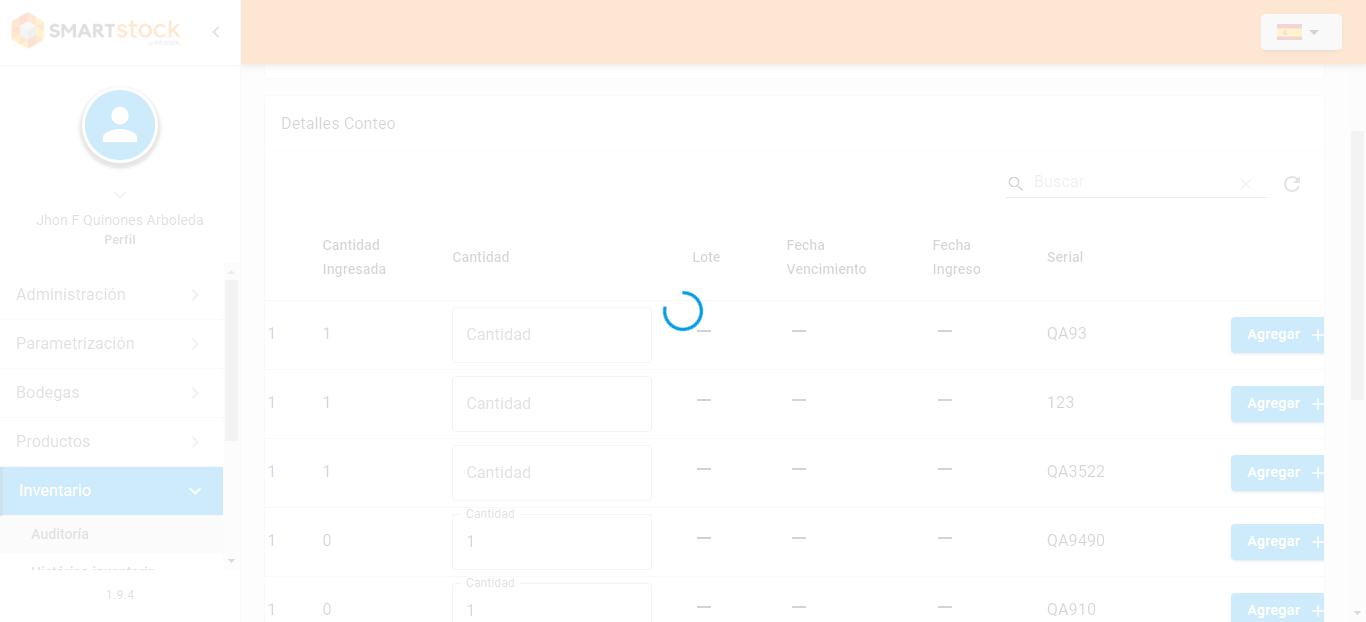 SMARTstock
Jhon F Quinones Arboleda
Perfil
Administración
Parametrización
Bodegas
Productos
Inventario
Auditoría
Histórico inventario
1.9.4
Detalles Conteo
Buscar
Cantidad Ingresada Cantidad Lote Fecha Vencimiento Fecha Ingreso Serial
1 1 Cantidad — — — QA93 Agregar +
1 1 Cantidad — — — 123 Agregar +
1 1 Cantidad — — — QA3522 Agregar +
Cantidad
1 0 1 — — — QA9490 Agregar +
Cantidad
1 0 1 — — — QA910 Agregar +